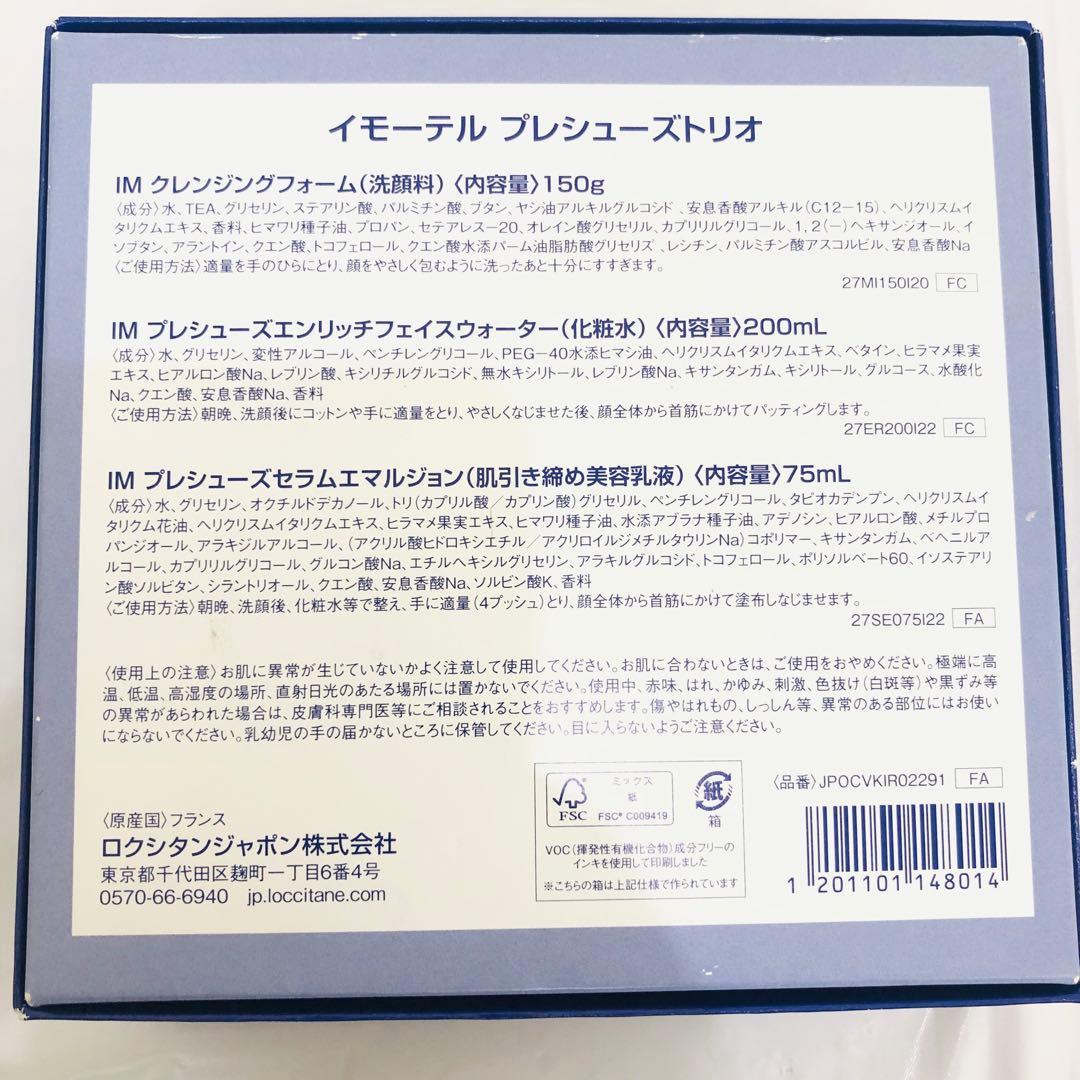 イモーテル プレシューズトリオ
IM クレンジングフォーム(洗顔料) 〈内容量〉150g
〈成分〉水、TEA、グリセリン、ステアリン酸、パルミチン酸、ブタン、ヤシ油アルキルグルコシド、安息香酸アルキル(C12-15)、ヘリクリスムイ
タリクムエキス、香料、ヒマワリ種子油、プロパン、セテアレス-20、オレイン酸グリセリル、カプリリルグリコール、1,2(-)ヘキサンジオール、イ
ソブタン、アラントイン、クエン酸、トコフェロール、クエン酸水添パーム油脂肪酸グリセリズ、レシチン、パルミチン酸アスコルビル、安息香酸Na
〈ご使用方法〉適量を手のひらにとり、顔をやさしく包むように洗ったあと十分にすすぎます。
27MI150I20 FC
IM プレシューズエンリッチフェイスウォーター(化粧水) 〈内容量〉200mL
〈成分〉水、グリセリン、変性アルコール、ペンチレングリコール、PEG-40水添ヒマシ油、ヘリクリスムイタリクムエキス、ベタイン、ヒラマメ果実
エキス、ヒアルロン酸Na、レブリン酸、キシリチルグルコシド、無水キシリトール、レブリン酸Na、キサンタンガム、キシリトール、グルコース、水酸化
Na、クエン酸、安息香酸Na、香料
〈ご使用方法〉朝晩、洗顔後にコットンや手に適量をとり、やさしくなじませた後、顔全体から首筋にかけてパッティングします。
27ER200I22 FC
IM プレシューズセラムエマルジョン(肌引き締め美容乳液) 〈内容量〉75mL
〈成分〉水、グリセリン、オクチルドデカノール、トリ(カプリル酸/カプリン酸)グリセリル、ペンチレングリコール、タピオカデンプン、ヘリクリスムイ
タリクム花油、ヘリクリスムイタリクムエキス、ヒラマメ果実エキス、ヒマワリ種子油、水添アブラナ種子油、アデノシン、ヒアルロン酸、メチルプロ
パンジオール、アラキジルアルコール、(アクリル酸ヒドロキシエチル/アクリロイルジメチルタウリンNa)コポリマー、キサンタンガム、ベヘニルア
ルコール、カプリリルグリコール、グルコン酸Na、エチルヘキシルグリセリン、アラキルグルコシド、トコフェロール、ポリソルベート60、イソステアリ
ン酸ソルビタン、シラントリオール、クエン酸、安息香酸Na、ソルビン酸K、香料
〈ご使用方法〉朝晩、洗顔後、化粧水等で整え、手に適量(4プッシュ)とり、顔全体から首筋にかけて塗布しなじませます。
27SE075I22 FA
〈使用上の注意〉お肌に異常が生じていないかよく注意して使用してください。お肌に合わないときは、ご使用をおやめください。極端に高
温、低温、高湿度の場所、直射日光のあたる場所には置かないでください。使用中、赤味、はれ、かゆみ、刺激、色抜け(白斑等)や黒ずみ等
の異常があらわれた場合は、皮膚科専門医等にご相談されることをおすすめします。傷やはれもの、しっしん等、異常のある部位にはお使い
にならないでください。乳幼児の手の届かないところに保管してください。目に入らないようご注意ください。
〈原産国〉フランス
ロクシタンジャポン株式会社
東京都千代田区麹町一丁目6番4号
0570-66-6940 jp.loccitane.com
FSC
ミックス
紙
FSC® C009419
紙
箱
VOC(揮発性有機化合物)成分フリーの
インキを使用して印刷しました
※こちらの箱は上記仕様で作られています
〈品番〉JPOCVKIR02291 FA
1 201101 148014